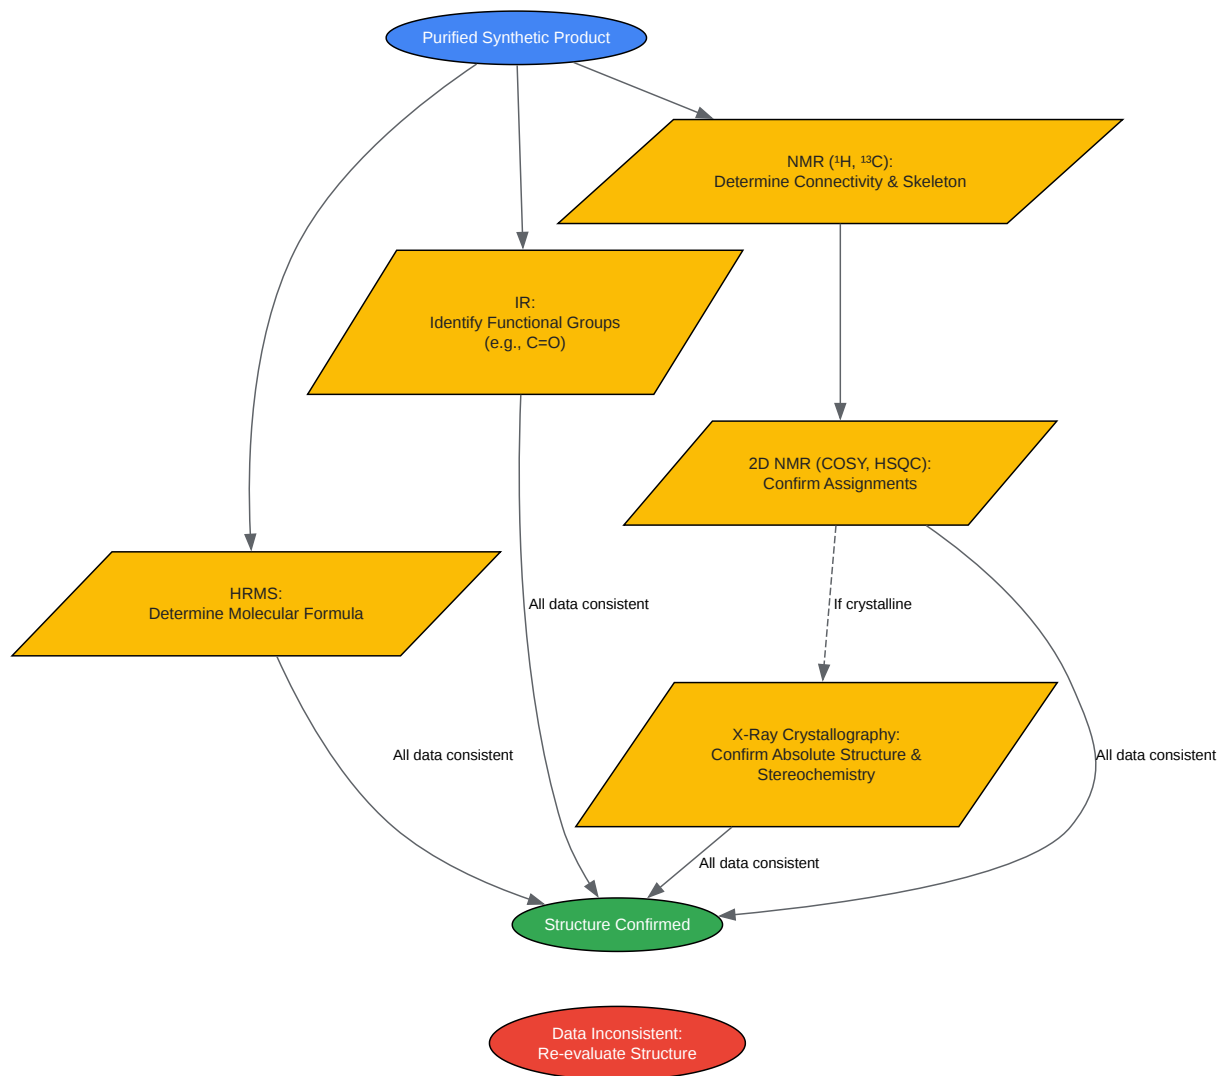 Purified Synthetic Product
NMR (¹H, ¹³C):
Determine Connectivity & Skeleton
IR:
Identify Functional Groups
(e.g., C=O)
2D NMR (COSY, HSQC):
Confirm Assignments
HRMS:
Determine Molecular Formula
All data consistent
If crystalline
X-Ray Crystallography:
Confirm Absolute Structure &
Stereochemistry
All data consistent
All data consistent
All data consistent
Structure Confirmed
Data Inconsistent:
Re-evaluate Structure